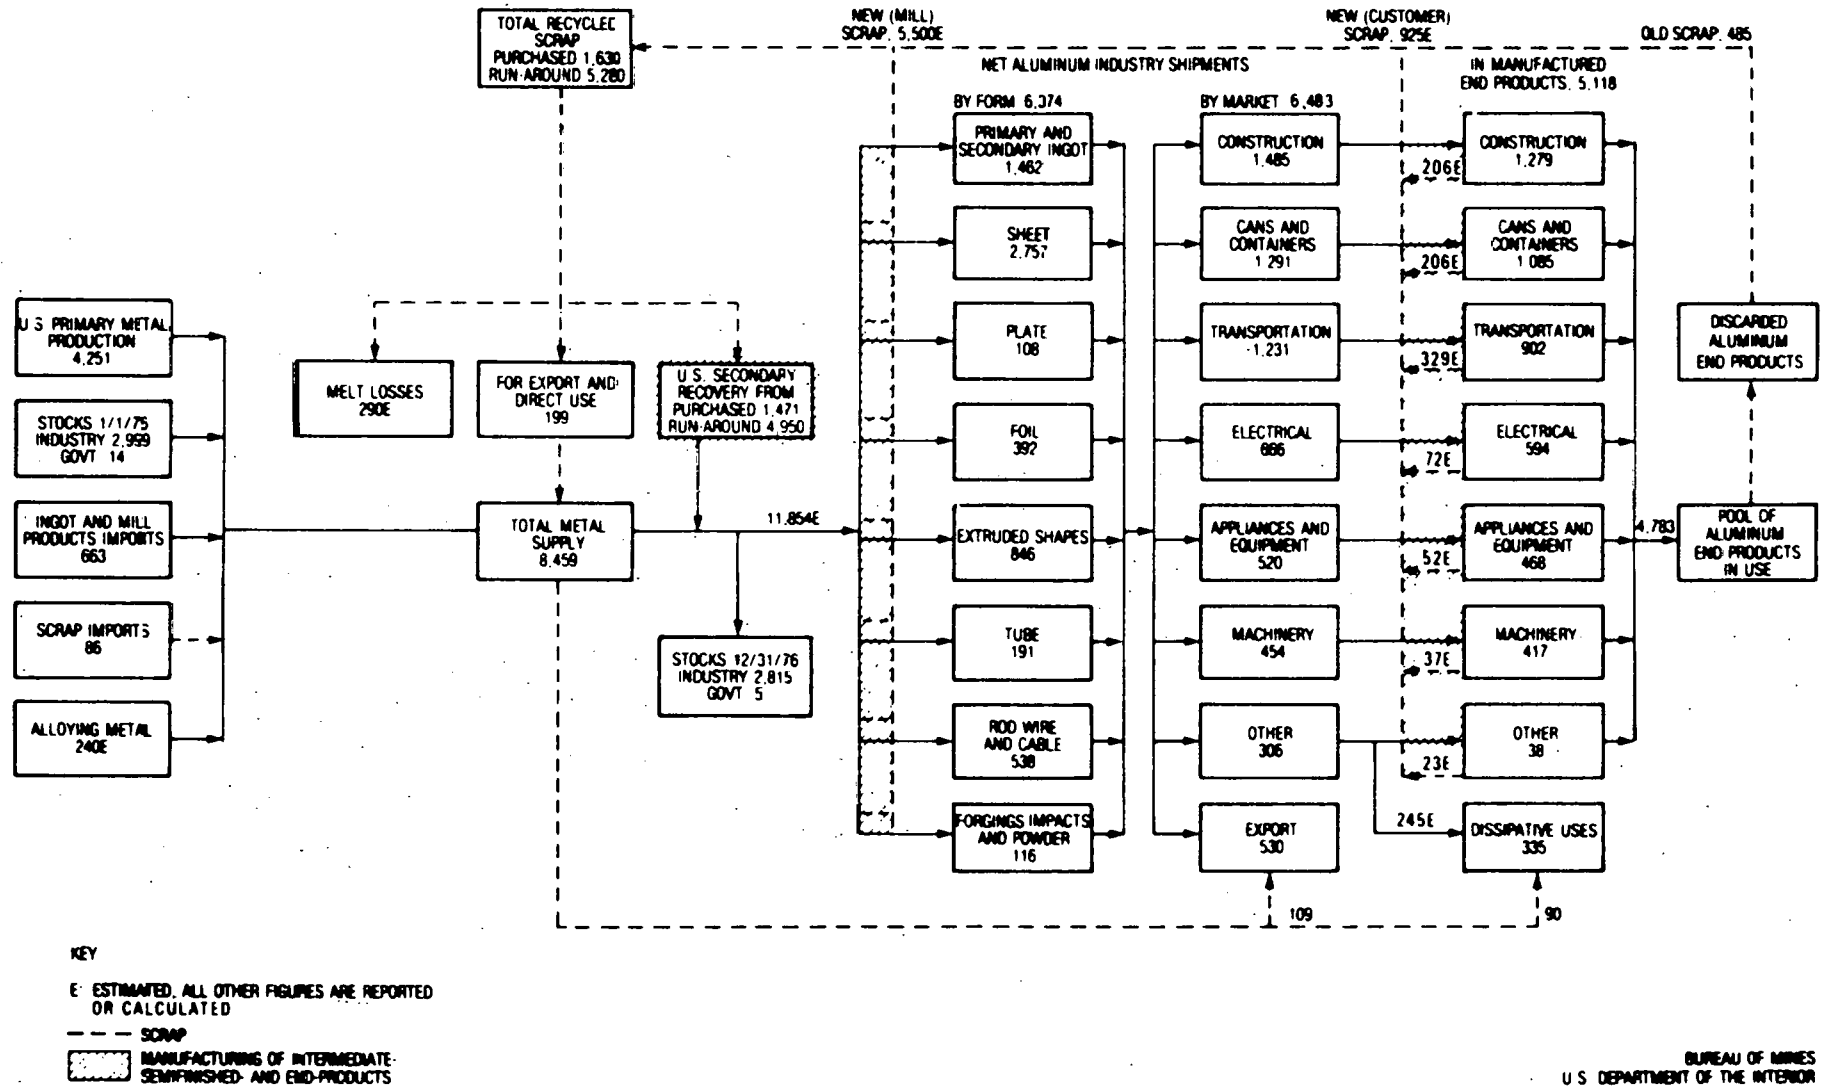 TOTAL RECYCLED
SCRAP
PURCHASED 1,630
RUN-AROUND 5,280
NEW (MILL)
SCRAP, 5,500E
NEW (CUSTOMER)
SCRAP, 925E
OLD SCRAP, 485
NET ALUMINUM INDUSTRY SHIPMENTS
IN MANUFACTURED
END PRODUCTS, 5,118
BY FORM 6,374
BY MARKET 6,483
U S PRIMARY METAL
PRODUCTION
4,251
STOCKS 1/1/75
INDUSTRY 2,999
GOVT 14
INGOT AND MILL
PRODUCTS IMPORTS
663
SCRAP IMPORTS
86
ALLOYING METAL
240E
MELT LOSSES
290E
FOR EXPORT AND
DIRECT USE
199
U.S. SECONDARY
RECOVERY FROM
PURCHASED 1,471
RUN-AROUND 4,950
TOTAL METAL
SUPPLY
8,459
11,854E
STOCKS 12/31/76
INDUSTRY 2,815
GOVT 5
PRIMARY AND
SECONDARY INGOT
1,462
SHEET
2,757
PLATE
108
FOIL
392
EXTRUDED SHAPES
846
TUBE
191
ROD WIRE
AND CABLE
538
FORGINGS IMPACTS
AND POWDER
116
CONSTRUCTION
1,485
CANS AND
CONTAINERS
1 291
TRANSPORTATION
1,231
ELECTRICAL
666
APPLIANCES AND
EQUIPMENT
520
MACHINERY
454
OTHER
306
EXPORT
530
206E
206E
329E
72E
52E
37E
23E
245E
CONSTRUCTION
1,279
CANS AND
CONTAINERS
1 085
TRANSPORTATION
902
ELECTRICAL
594
APPLIANCES AND
EQUIPMENT
468
MACHINERY
417
OTHER
38
DISSIPATIVE USES
335
4,783
DISCARDED
ALUMINUM
END PRODUCTS
POOL OF
ALUMINUM
END PRODUCTS
IN USE
109
90
KEY
E ESTIMATED, ALL OTHER FIGURES ARE REPORTED
OR CALCULATED
SCRAP
MANUFACTURING OF INTERMEDIATE-
SEMIFINISHED- AND END-PRODUCTS
BUREAU OF MINES
U S DEPARTMENT OF THE INTERIOR